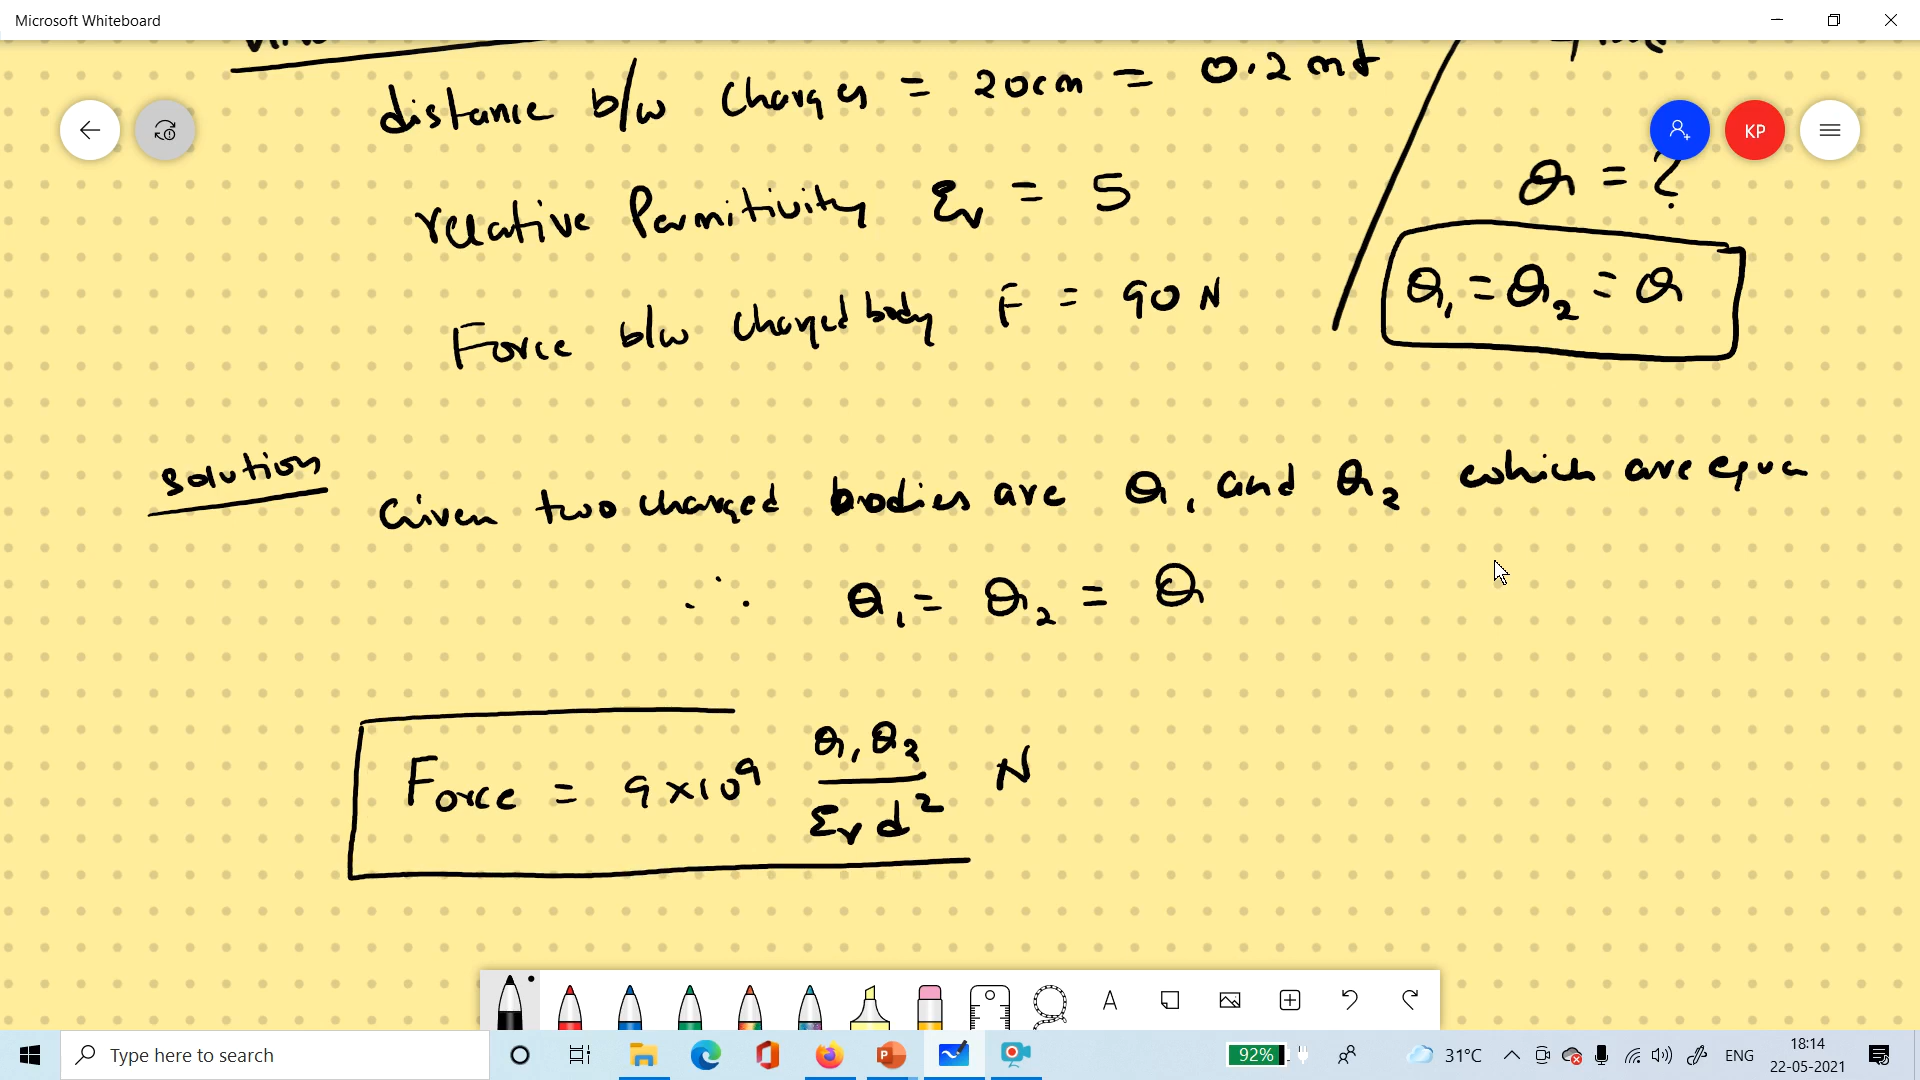 Microsoft Whiteboard
distance b/w charges = 20cm = 0.2 mt
relative Permitivity εr = 5
Force b/w charged body F = 90 N
Q = ?
Q1 = Q2 = Q
KP
solution
Given two charged bodies are Q1 and Q2 which are equa
∴ Q1 = Q2 = Q
Force = 9×10⁹ Q1 Q2 / εr d² N
Type here to search
92%
31°C
ENG
18:14
22-05-2021